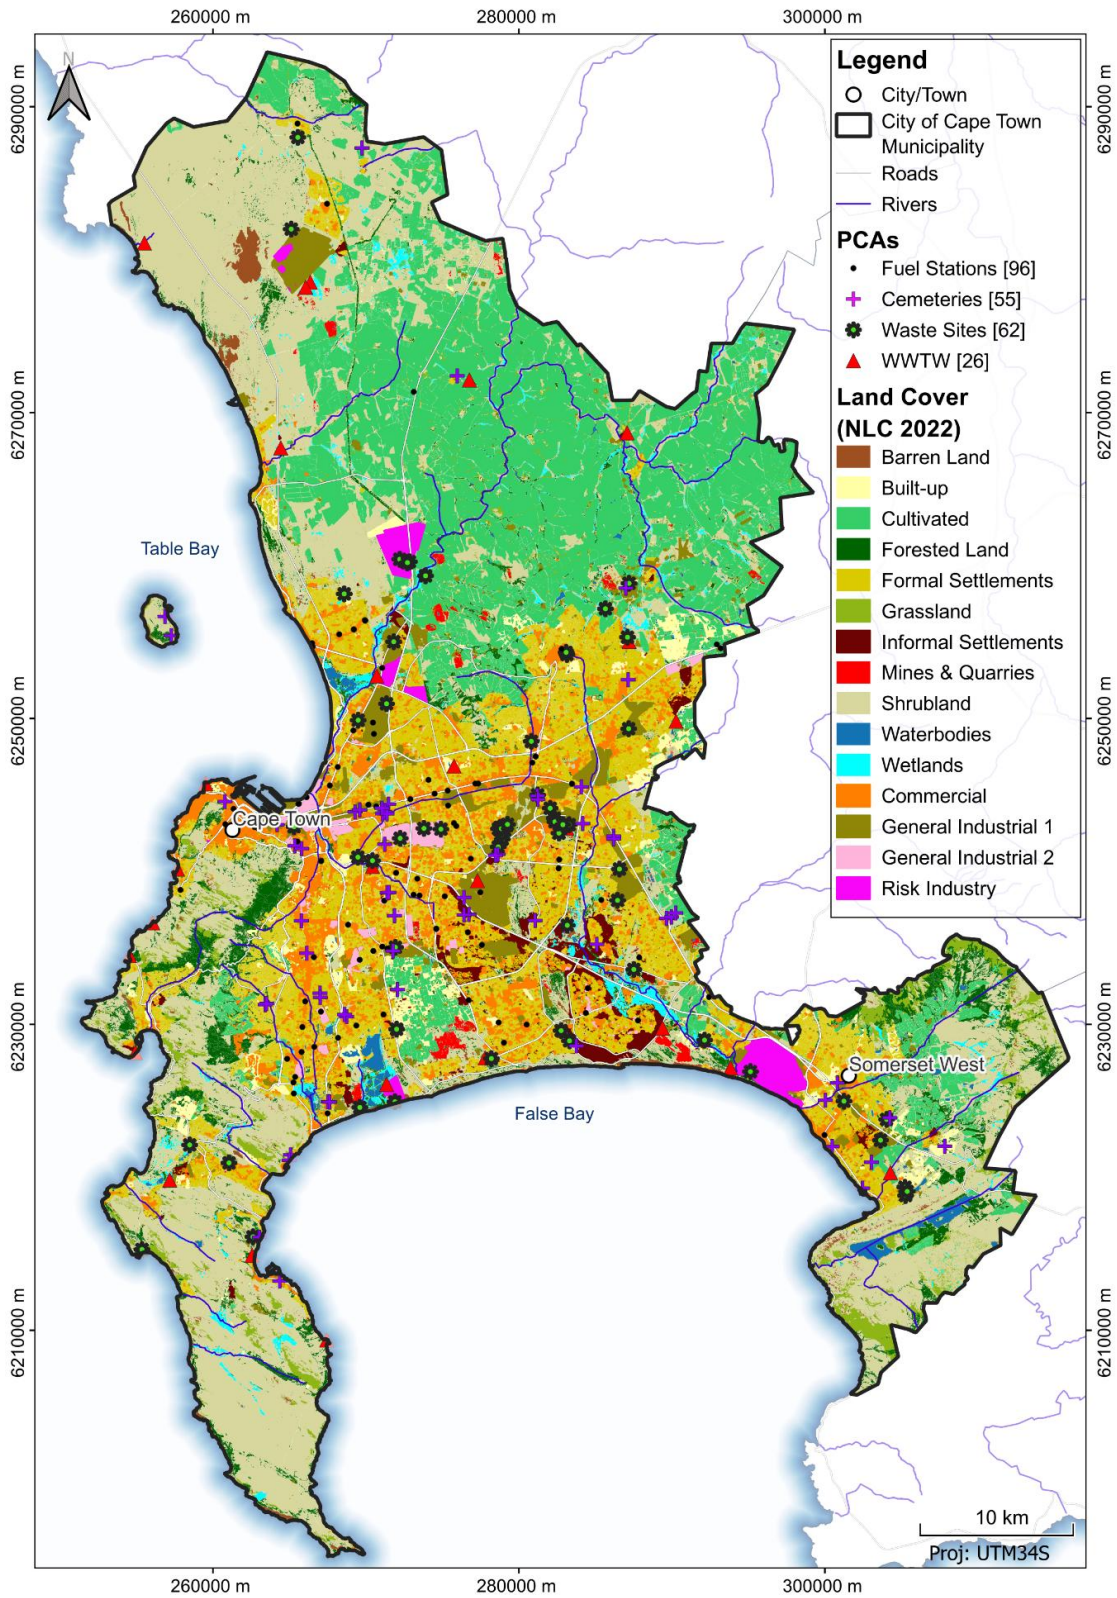 260000 m
280000 m
300000 m
N
6290000 m
6270000 m
6250000 m
6230000 m
6210000 m
6290000 m
6270000 m
6250000 m
6230000 m
6210000 m
Legend
City/Town
City of Cape Town
Municipality
Roads
Rivers
PCAs
Fuel Stations [96]
Cemeteries [55]
Waste Sites [62]
WWTW [26]
Land Cover
(NLC 2022)
Barren Land
Built-up
Cultivated
Forested Land
Formal Settlements
Grassland
Informal Settlements
Mines & Quarries
Shrubland
Waterbodies
Wetlands
Commercial
General Industrial 1
General Industrial 2
Risk Industry
Table Bay
Cape Town
Somerset West
False Bay
10 km
Proj: UTM34S
260000 m
280000 m
300000 m